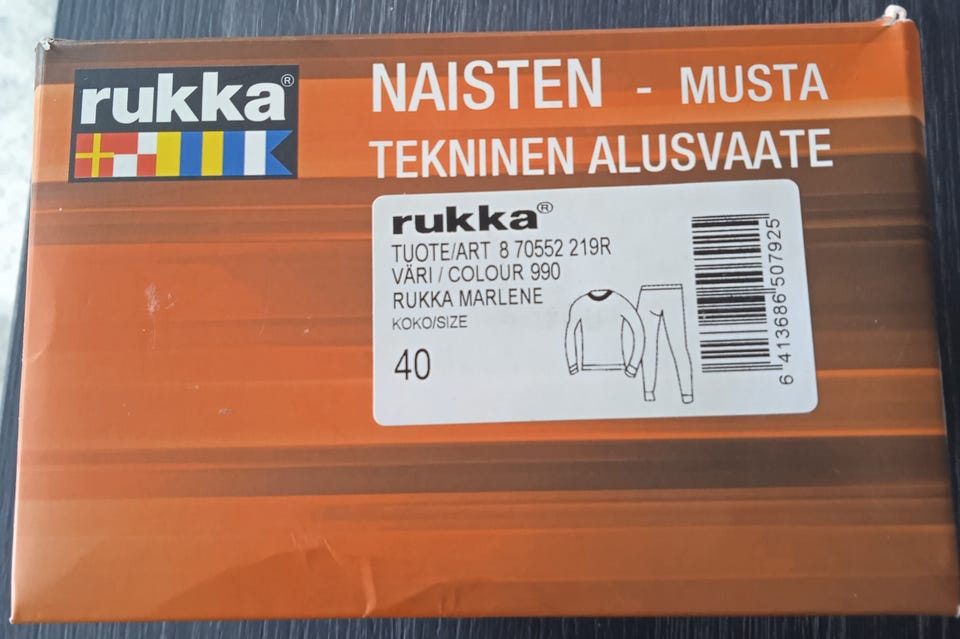 rukka®
NAISTEN - MUSTA
TEKNINEN ALUSVAATE
rukka®
TUOTE/ART 8 70552 219R
VÄRI / COLOUR 990
RUKKA MARLENE
KOKO/SIZE
40
6 413686 507925